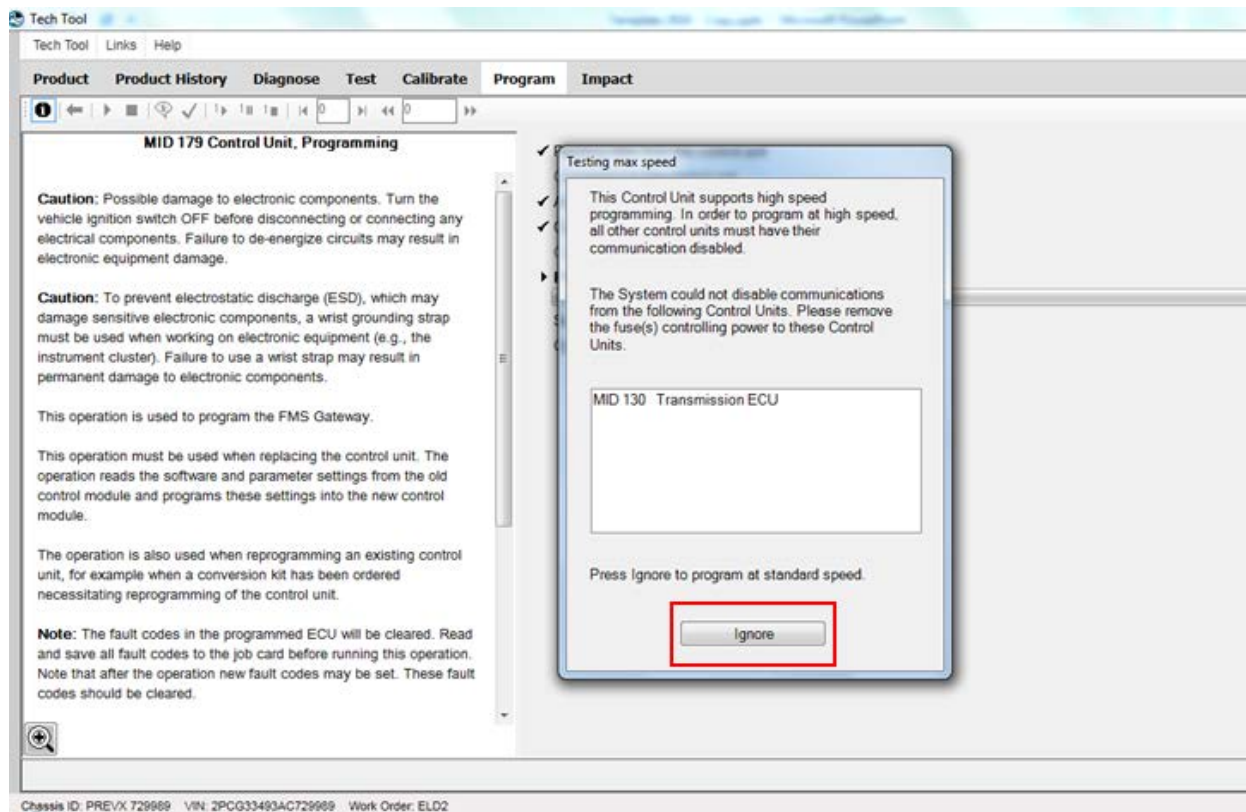 Tech Tool
Tech Tool Links Help
Product Product History Diagnose Test Calibrate Program Impact
0 0
MID 179 Control Unit, Programming
Caution: Possible damage to electronic components. Turn the
vehicle ignition switch OFF before disconnecting or connecting any
electrical components. Failure to de-energize circuits may result in
electronic equipment damage.
Caution: To prevent electrostatic discharge (ESD), which may
damage sensitive electronic components, a wrist grounding strap
must be used when working on electronic equipment (e.g., the
instrument cluster). Failure to use a wrist strap may result in
permanent damage to electronic components.
This operation is used to program the FMS Gateway.
This operation must be used when replacing the control unit. The
operation reads the software and parameter settings from the old
control module and programs these settings into the new control
module.
The operation is also used when reprogramming an existing control
unit, for example when a conversion kit has been ordered
necessitating reprogramming of the control unit.
Note: The fault codes in the programmed ECU will be cleared. Read
and save all fault codes to the job card before running this operation.
Note that after the operation new fault codes may be set. These fault
codes should be cleared.
Testing max speed
This Control Unit supports high speed
programming. In order to program at high speed,
all other control units must have their
communication disabled.
The System could not disable communications
from the following Control Units. Please remove
the fuse(s) controlling power to these Control
Units.
MID 130 Transmission ECU
Press Ignore to program at standard speed.
Ignore
Chassis ID: PREVX 729989 VIN: 2PCG33493AC729989 Work Order: ELD2